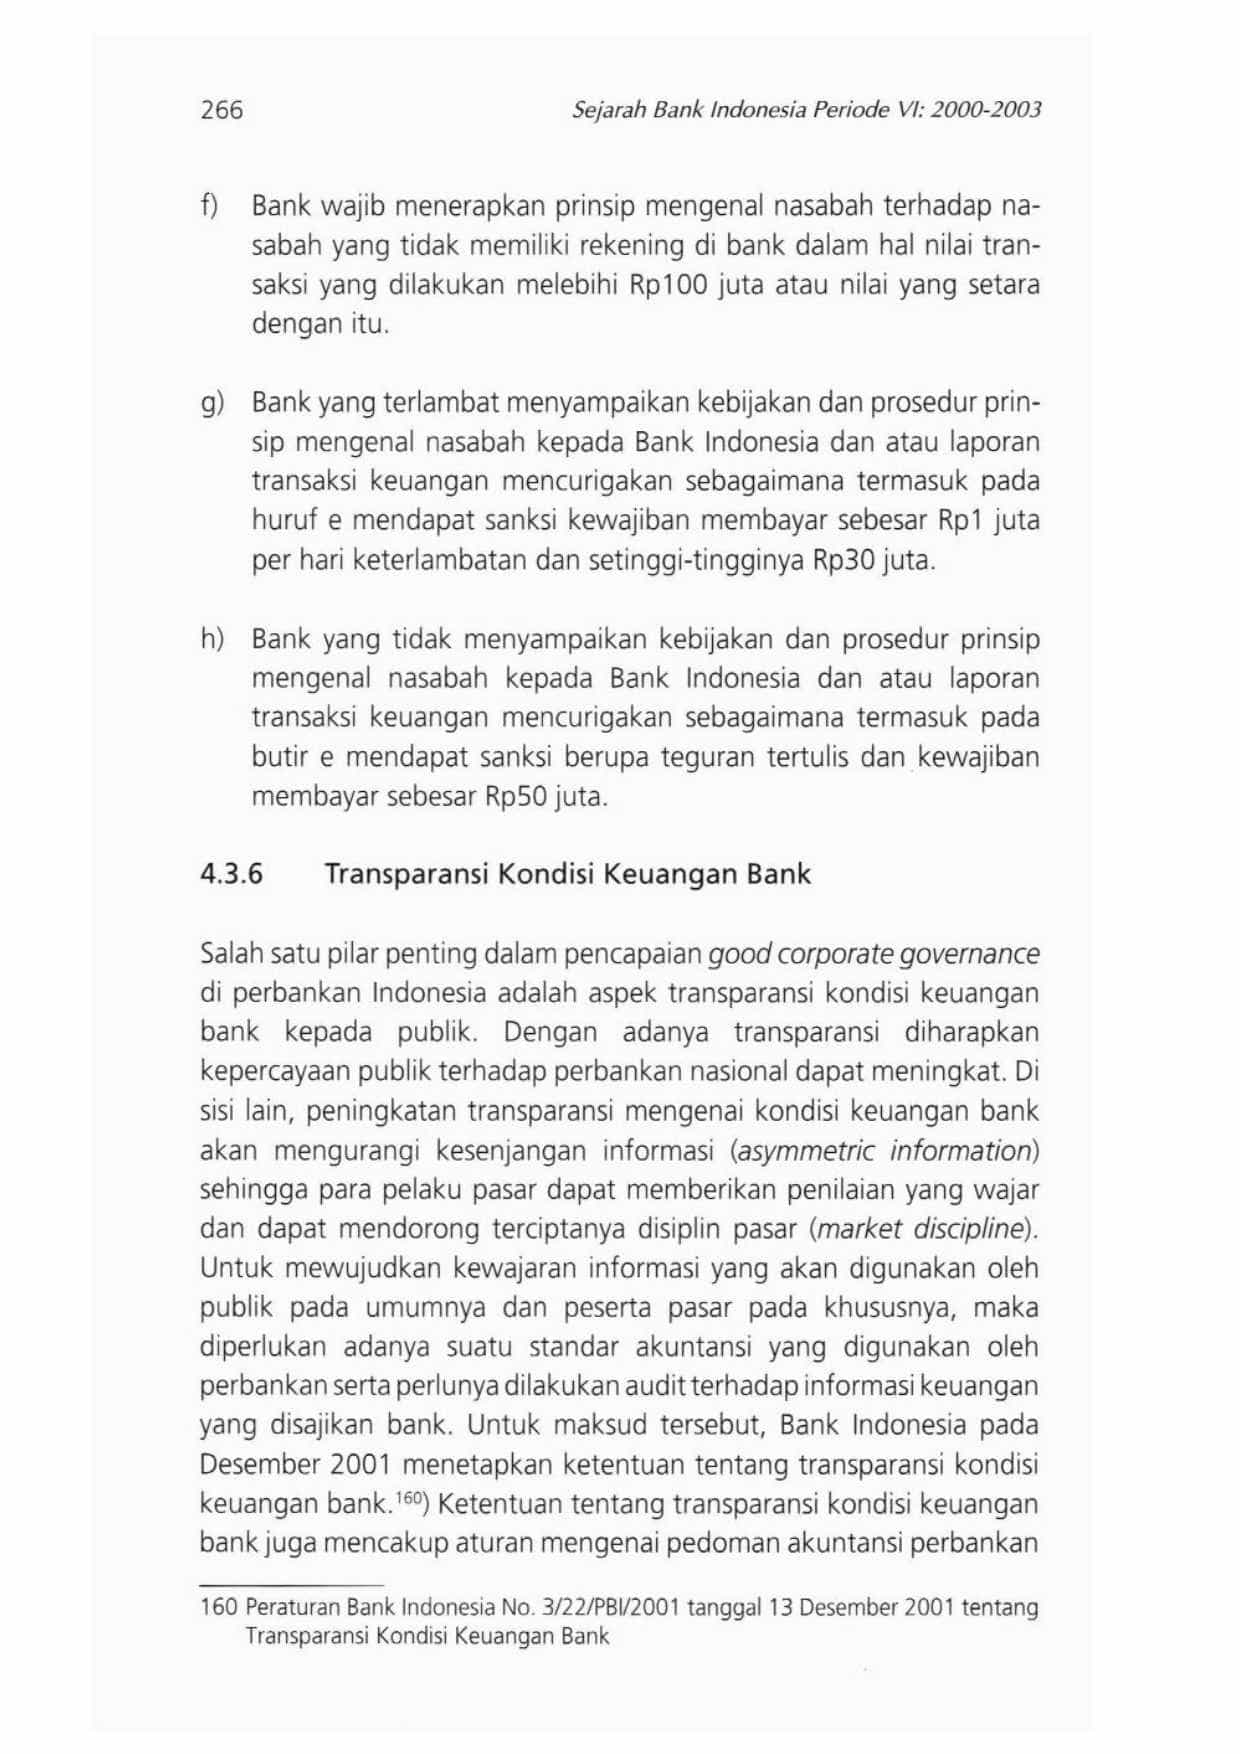 266 Sejarah Bank Indonesia Periode VI: 2000-2003
f) Bank wajib menerapkan prinsip mengenal nasabah terhadap na-
sabah yang tidak memiliki rekening di bank dalam hal nilai tran-
saksi yang dilakukan melebihi Rp100 juta atau nilai yang setara
dengan itu.
g) Bank yang terlambat menyampaikan kebijakan dan prosedur prin-
sip mengenal nasabah kepada Bank Indonesia dan atau laporan
transaksi keuangan mencurigakan sebagaimana termasuk pada
huruf e mendapat sanksi kewajiban membayar sebesar Rp1 juta
per hari keterlambatan dan setinggi-tingginya Rp30 juta.
h) Bank yang tidak menyampaikan kebijakan dan prosedur prinsip
mengenal nasabah kepada Bank Indonesia dan atau laporan
transaksi keuangan mencurigakan sebagaimana termasuk pada
butir e mendapat sanksi berupa teguran tertulis dan kewajiban
membayar sebesar Rp50 juta.
4.3.6 Transparansi Kondisi Keuangan Bank
Salah satu pilar penting dalam pencapaian good corporate governance
di perbankan Indonesia adalah aspek transparansi kondisi keuangan
bank kepada publik. Dengan adanya transparansi diharapkan
kepercayaan publik terhadap perbankan nasional dapat meningkat. Di
sisi lain, peningkatan transparansi mengenai kondisi keuangan bank
akan mengurangi kesenjangan informasi (asymmetric information)
sehingga para pelaku pasar dapat memberikan penilaian yang wajar
dan dapat mendorong terciptanya disiplin pasar (market discipline).
Untuk mewujudkan kewajaran informasi yang akan digunakan oleh
publik pada umumnya dan peserta pasar pada khususnya, maka
diperlukan adanya suatu standar akuntansi yang digunakan oleh
perbankan serta perlunya dilakukan audit terhadap informasi keuangan
yang disajikan bank. Untuk maksud tersebut, Bank Indonesia pada
Desember 2001 menetapkan ketentuan tentang transparansi kondisi
keuangan bank.160) Ketentuan tentang transparansi kondisi keuangan
bank juga mencakup aturan mengenai pedoman akuntansi perbankan
160 Peraturan Bank Indonesia No. 3/22/PBI/2001 tanggal 13 Desember 2001 tentang
Transparansi Kondisi Keuangan Bank